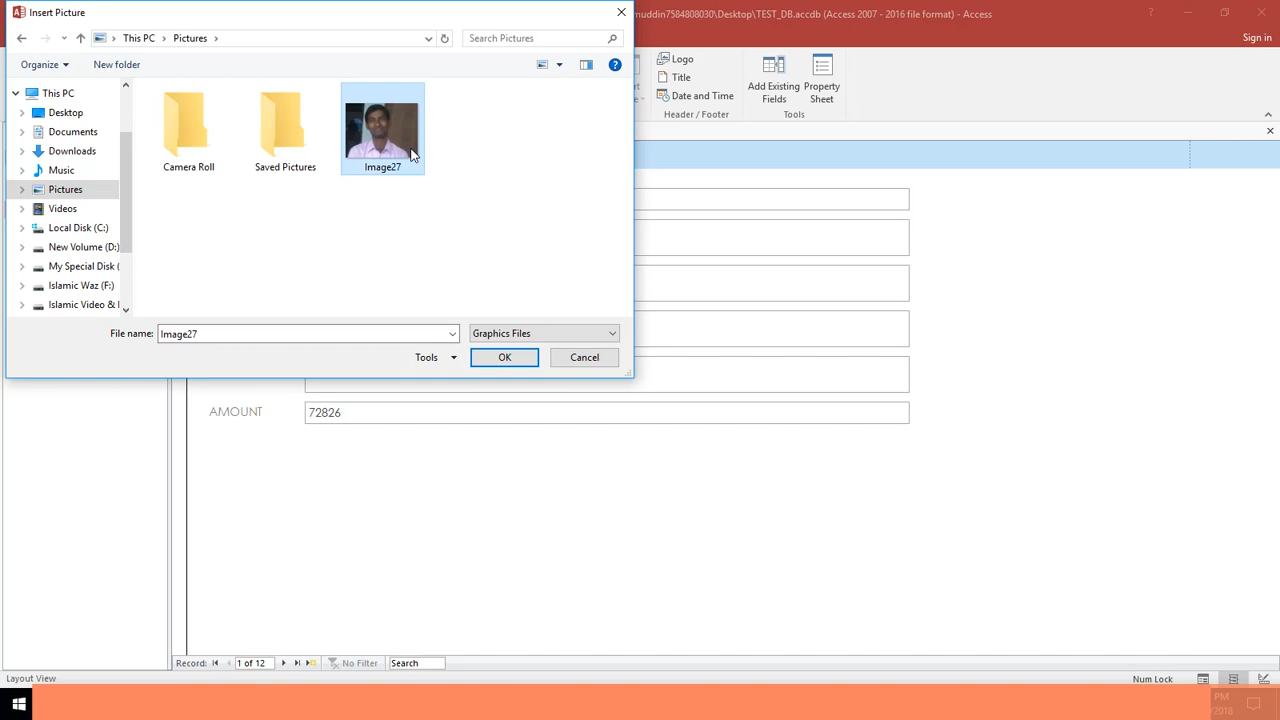 Insert Picture
muddin7584808030\Desktop\TEST_DB.accdb (Access 2007 - 2016 file format) - Access
?
Sign in
This PC > Pictures >
Search Pictures
Organize
New folder
This PC
Desktop
Documents
Downloads
Music
Pictures
Videos
Local Disk (C:)
New Volume (D:)
My Special Disk (
Islamic Waz (F:)
Islamic Video &
Camera Roll
Saved Pictures
Image27
File name:
Image27
Graphics Files
Tools
OK
Cancel
Logo
Title
Date and Time
Header / Footer
Add Existing
Fields
Property
Sheet
Tools
AMOUNT
72826
Record:
1 of 12
No Filter
Search
Layout View
Num Lock
PM
/2018